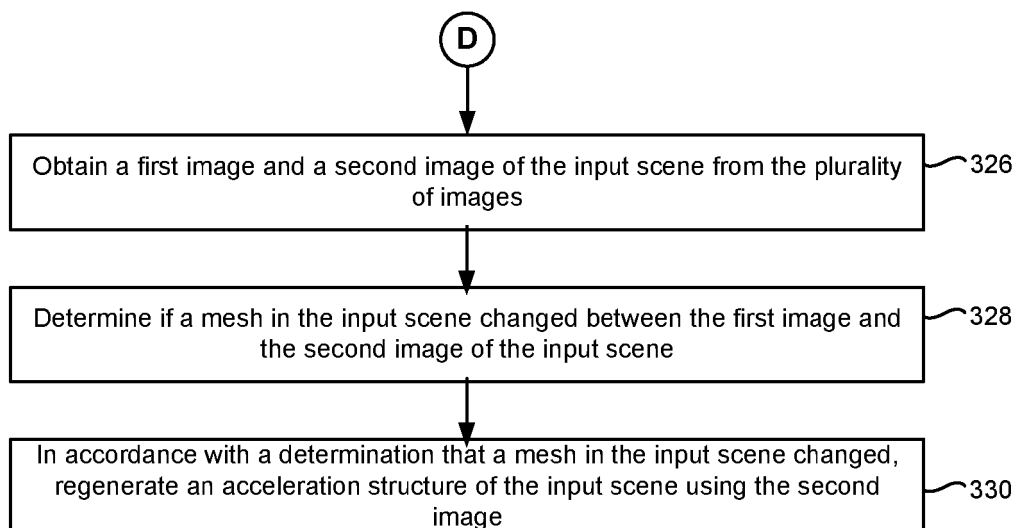 D
Obtain a first image and a second image of the input scene from the plurality
of images
326
Determine if a mesh in the input scene changed between the first image and
the second image of the input scene
328
In accordance with a determination that a mesh in the input scene changed,
regenerate an acceleration structure of the input scene using the second
image
330